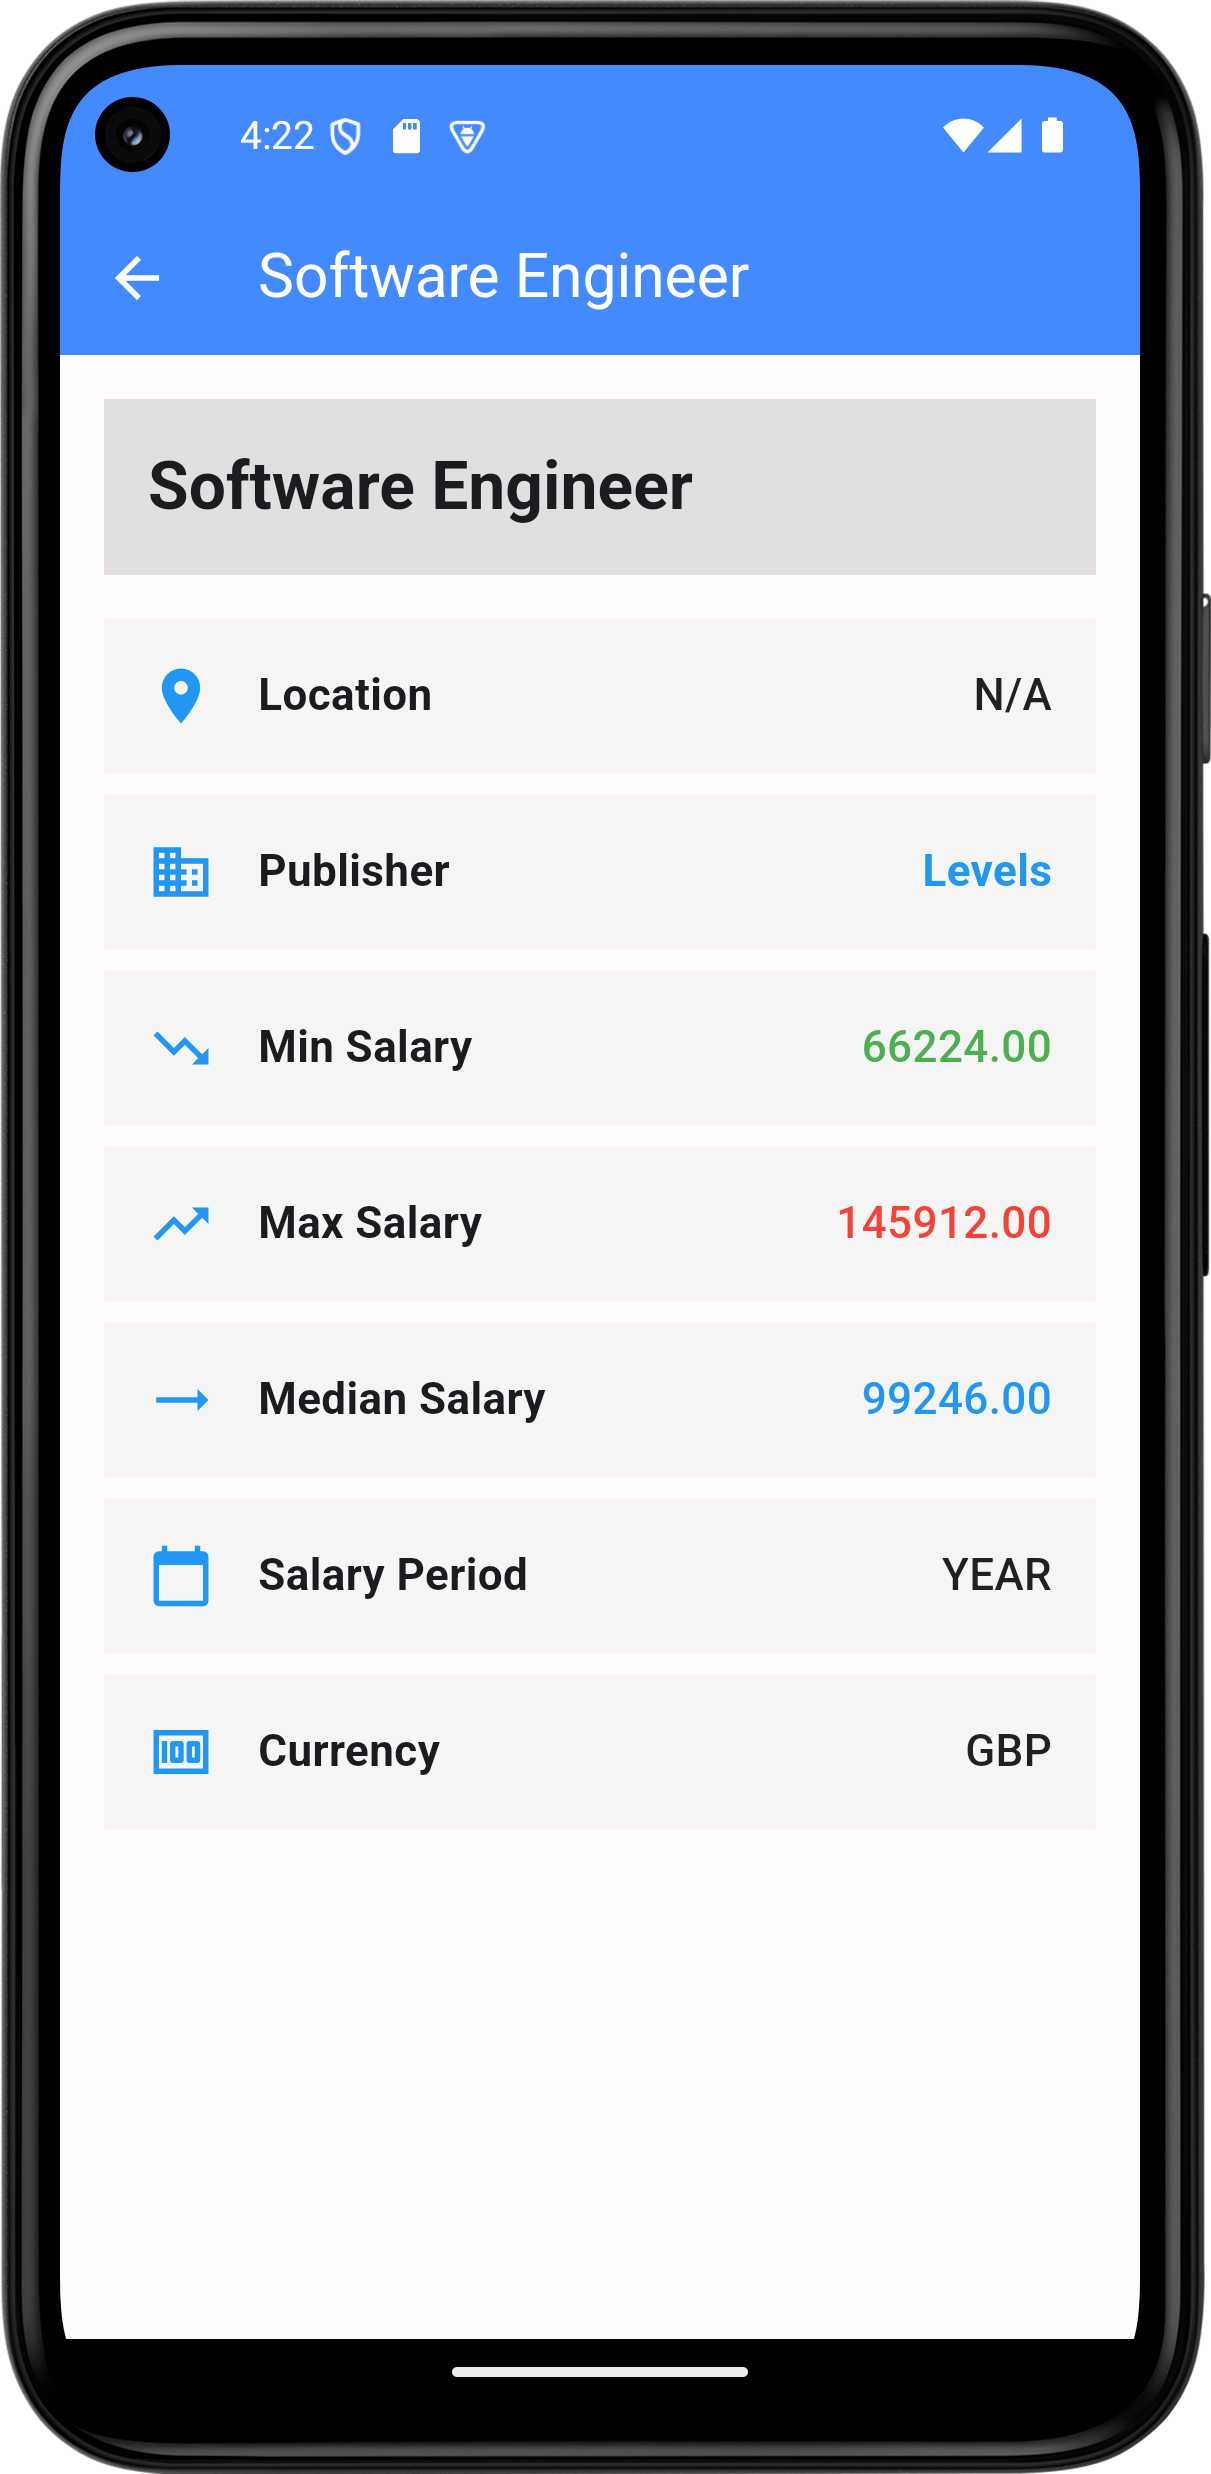 4:22
Software Engineer
Software Engineer
Location N/A
Publisher Levels
Min Salary 66224.00
Max Salary 145912.00
Median Salary 99246.00
Salary Period YEAR
Currency GBP